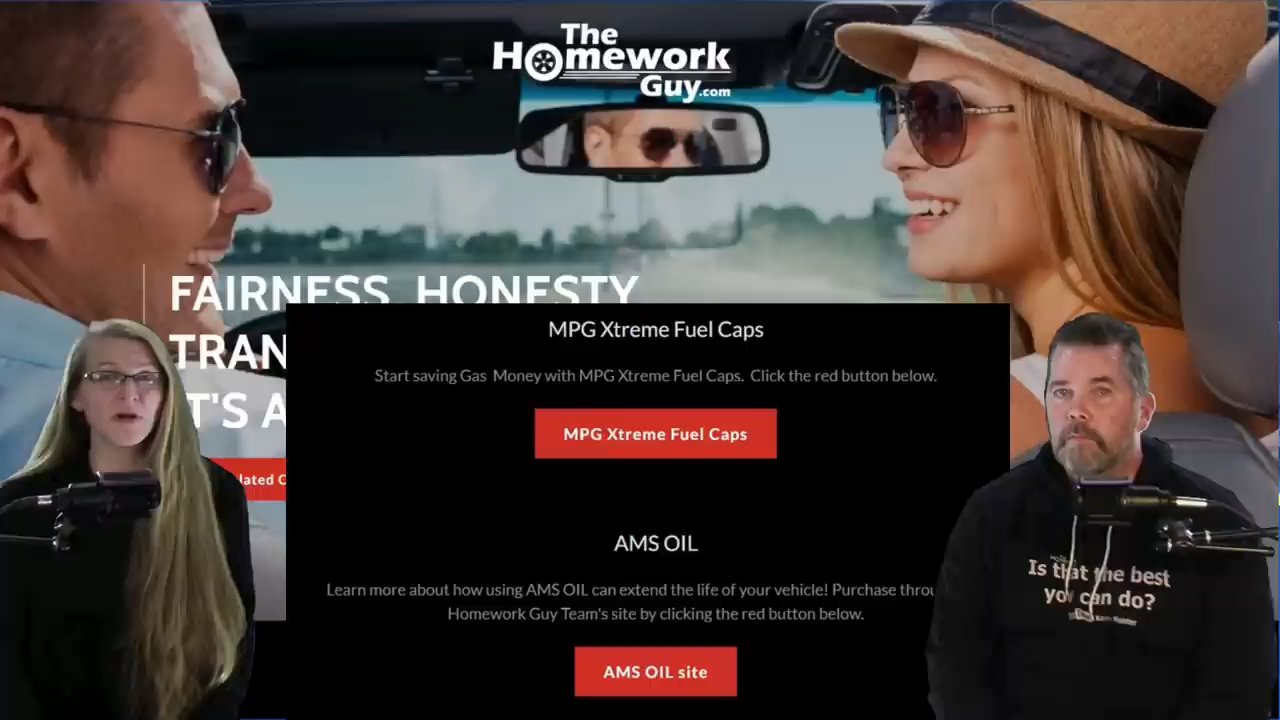 The
Homework
Guy.com
FAIRNESS, HONESTY
TRAN
T'S A
lated C
MPG Xtreme Fuel Caps
Start saving Gas Money with MPG Xtreme Fuel Caps. Click the red button below.
MPG Xtreme Fuel Caps
AMS OIL
Learn more about how using AMS OIL can extend the life of your vehicle! Purchase throu
Homework Guy Team's site by clicking the red button below.
AMS OIL site
Is that the best
you can do?